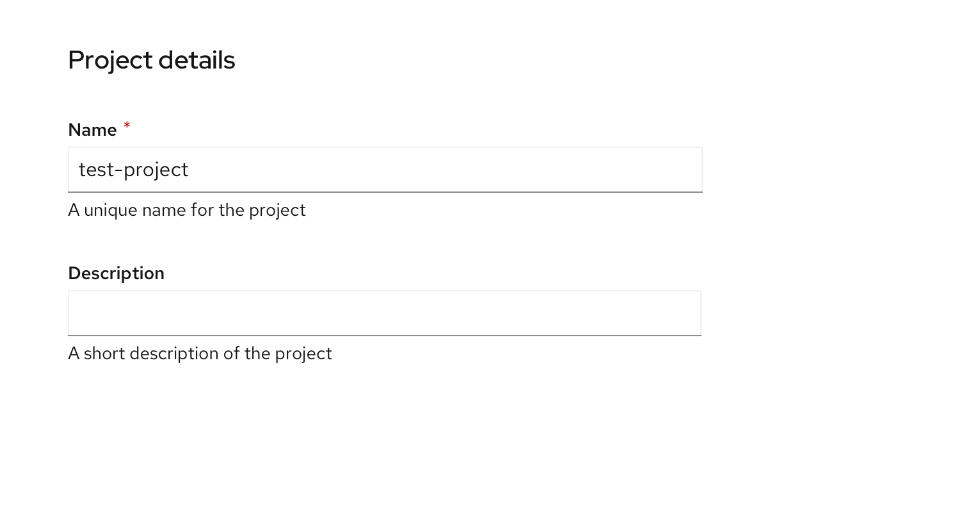 Project details
Name *
test-project
A unique name for the project
Description
A short description of the project